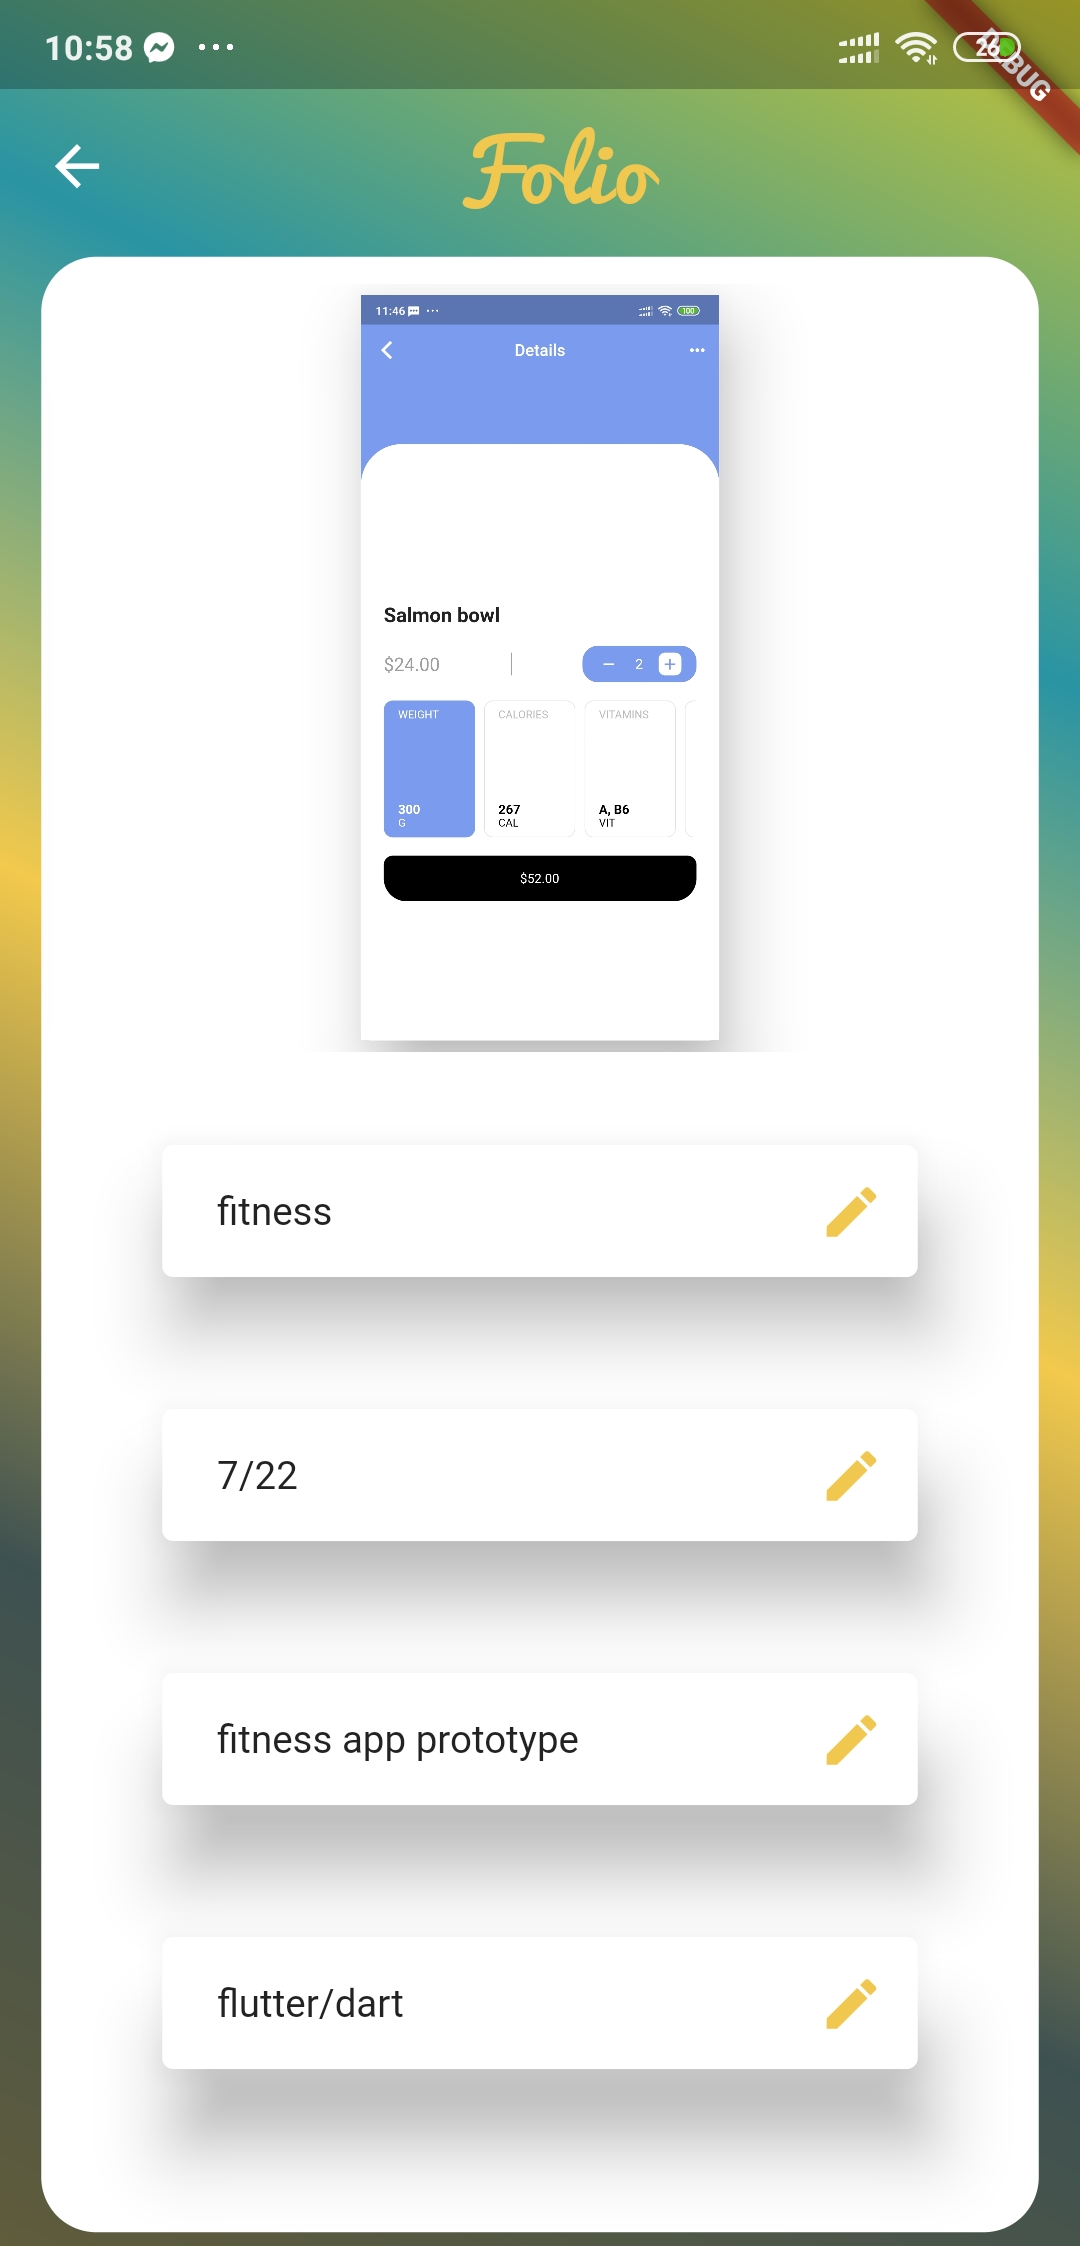 10:58
26
DEBUG
Folio
11:46
100
Details
Salmon bowl
$24.00
2
WEIGHT
CALORIES
VITAMINS
300
267
A, B6
G
CAL
VIT
$52.00
fitness
7/22
fitness app prototype
flutter/dart